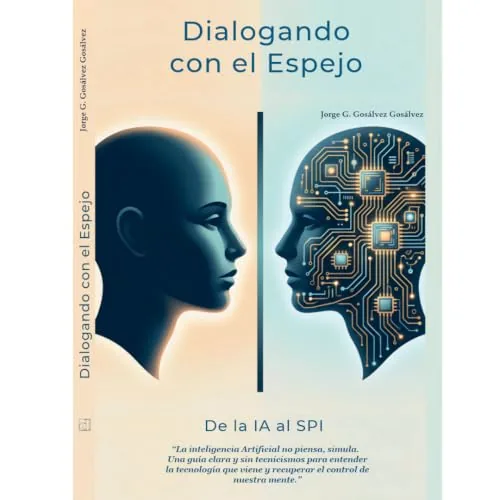 Jorge G. Gosálvez Gosálvez
Dialogando con el Espejo
Dialogando
con el Espejo
Jorge G. Gosálvez Gosálvez
De la IA al SPI
“La inteligencia Artificial no piensa, simula.
Una guía clara y sin tecnicismos para entender
la tecnología que viene y recuperar el control de
nuestra mente.”